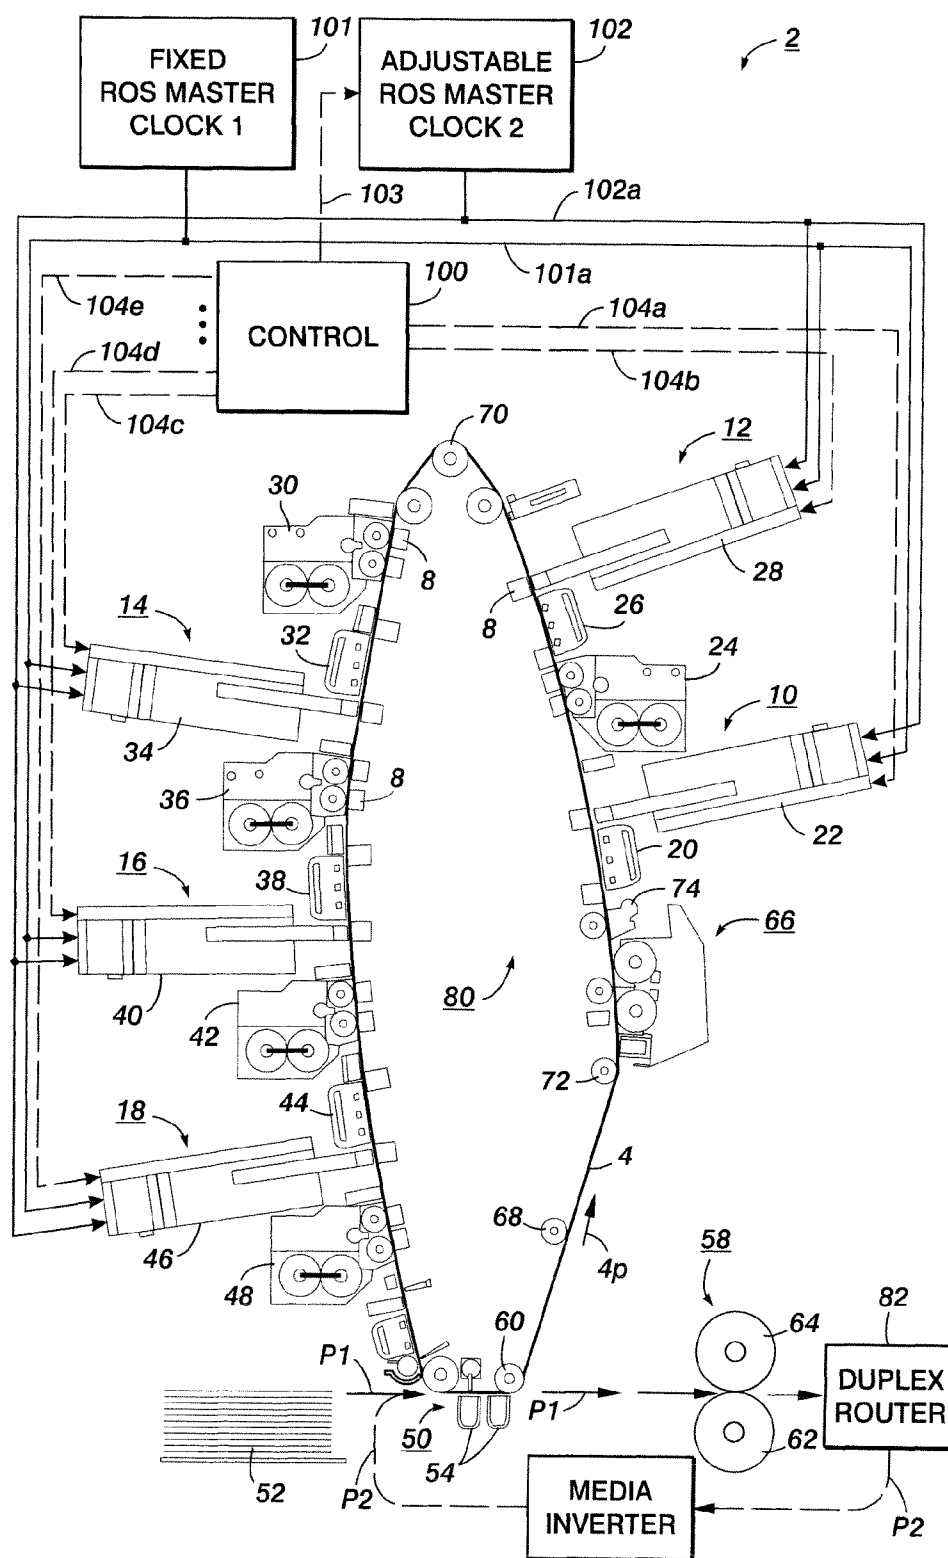 101
102
2
FIXED
ROS MASTER
CLOCK 1
ADJUSTABLE
ROS MASTER
CLOCK 2
103
102a
101a
104e
100
104a
CONTROL
104d
104b
104c
70
12
30
8
28
14
32
8
26
24
10
34
36
8
22
16
38
20
74
66
40
42
80
72
44
18
4
68
46
4p
58
48
60
64
82
P1
P1
DUPLEX
ROUTER
50
54
62
52
P2
MEDIA
INVERTER
P2